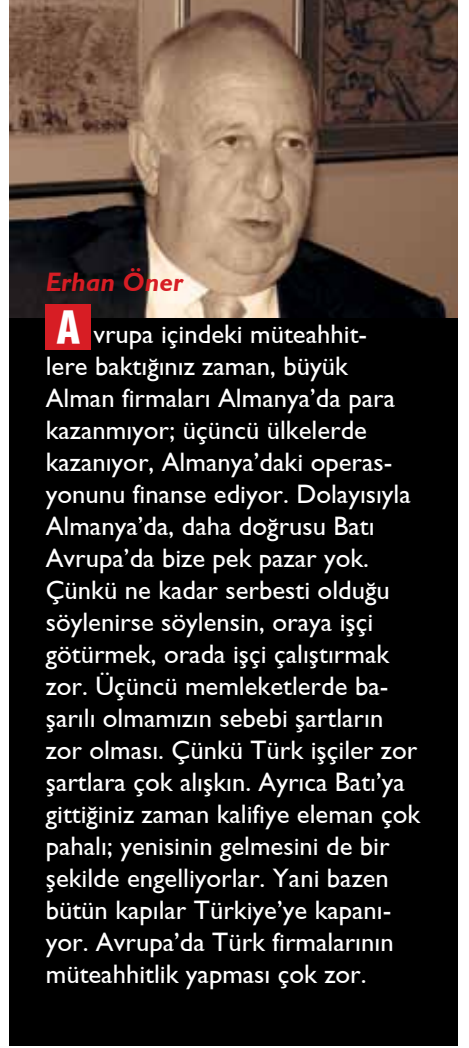 Erhan Öner
Avrupa içindeki müteahhit-
lere baktığınız zaman, büyük
Alman firmaları Almanya’da para
kazanmıyor; üçüncü ülkelerde
kazanıyor, Almanya’daki operas-
yonunu finanse ediyor. Dolayısıyla
Almanya’da, daha doğrusu Batı
Avrupa’da bize pek pazar yok.
Çünkü ne kadar serbesti olduğu
söylenirse söylensin, oraya işçi
götürmek, orada işçi çalıştırmak
zor. Üçüncü memleketlerde ba-
şarılı olmamızın sebebi şartların
zor olması. Çünkü Türk işçiler zor
şartlara çok alışkın. Ayrıca Batı’ya
gittiğiniz zaman kalifiye eleman çok
pahalı; yenisinin gelmesini de bir
şekilde engelliyorlar. Yani bazen
bütün kapılar Türkiye’ye kapanı-
yor. Avrupa’da Türk firmalarının
müteahhitlik yapması çok zor.